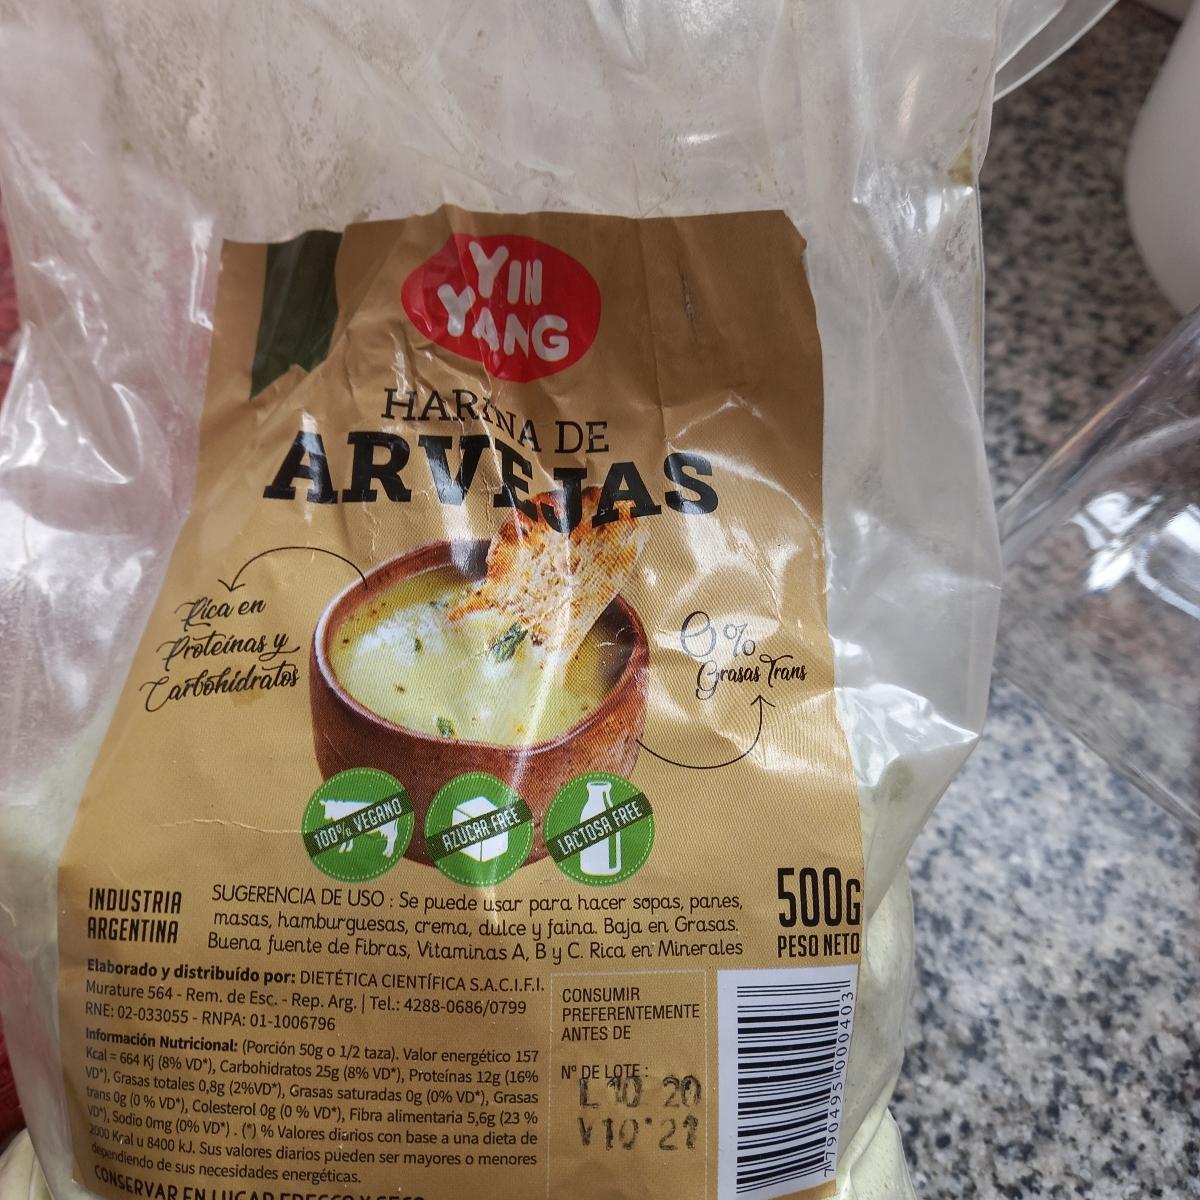 YIN
YANG
HARINA DE
ARVEJAS
Rica en
Proteínas y
Carbohidratos
0%
Grasas Trans
100% VEGANO
AZUCAR FREE
LACTOSA FREE
INDUSTRIA
ARGENTINA
SUGERENCIA DE USO : Se puede usar para hacer sopas, panes,
masas, hamburguesas, crema, dulce y faina. Baja en Grasas.
Buena fuente de Fibras, Vitaminas A, B y C. Rica en Minerales
500G
PESO NETO
Elaborado y distribuído por: DIETÉTICA CIENTÍFICA S.A.C.I.F.I.
Murature 564 - Rem. de Esc. - Rep. Arg. | Tel.: 4288-0686/0799
RNE: 02-033055 - RNPA: 01-1006796
Información Nutricional: (Porción 50g o 1/2 taza). Valor energético 157
Kcal = 664 Kj (8% VD*), Carbohidratos 25g (8% VD*), Proteínas 12g (16%
VD*), Grasas totales 0,8g (2%VD*), Grasas saturadas 0g (0% VD*), Grasas
trans 0g (0 % VD*), Colesterol 0g (0 % VD*), Fibra alimentaria 5,6g (23 %
VD*), Sodio 0mg (0% VD*) . (*) % Valores diarios con base a una dieta de
2000 Kcal u 8400 kJ. Sus valores diarios pueden ser mayores o menores
dependiendo de sus necesidades energéticas.
CONSERVAR EN LUGAR FRESCO Y SECO
CONSUMIR
PREFERENTEMENTE
ANTES DE
Nº DE LOTE :
L 10 20
V10'21
7790495000403